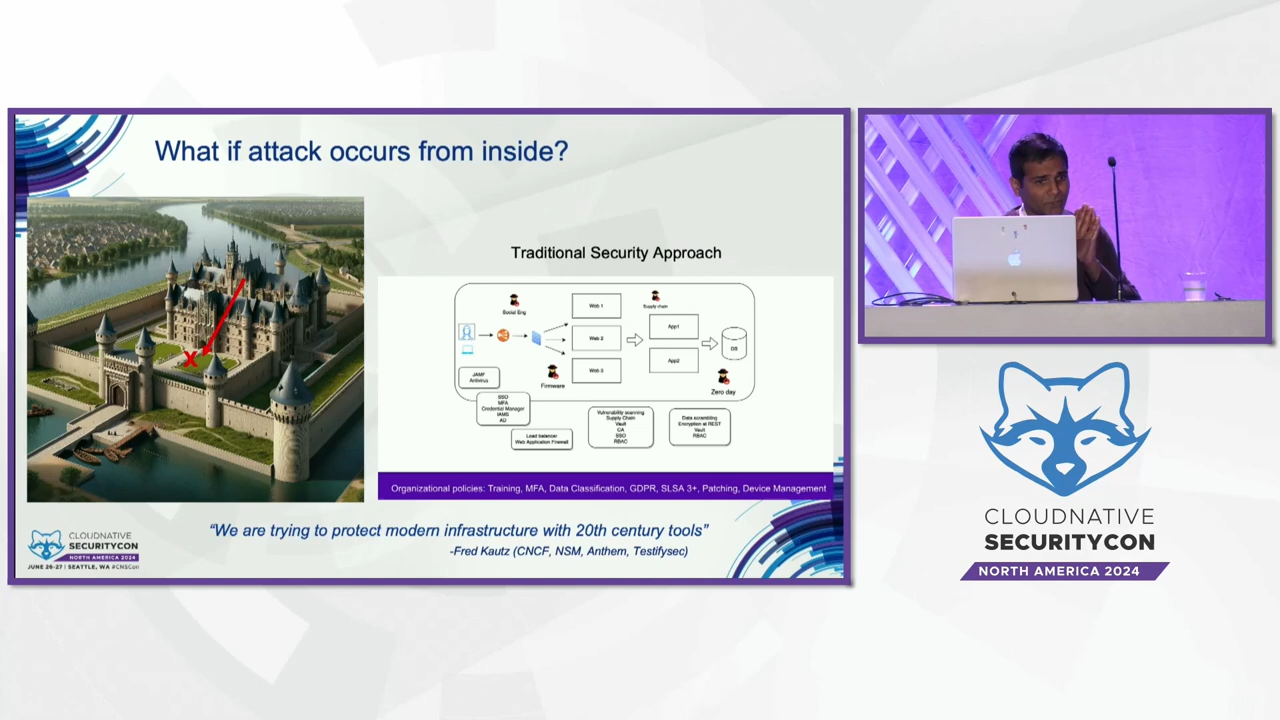 What if attack occurs from inside?
Traditional Security Approach
X
Social Eng
Supply chain
Web 1
Web 2
Web 3
App1
App2
DB
Firmware
Zero day
JAMF
Antivirus
SSO
MFA
Credential Manager
IAMS
AD
Load balancer
Web Application Firewall
Vulnerability scanning
Supply Chain
Vault
CA
SSO
RBAC
Data scrambling
Encryption at REST
Vault
RBAC
Organizational policies: Training, MFA, Data Classification, GDPR, SLSA 3+, Patching, Device Management
“We are trying to protect modern infrastructure with 20th century tools”
-Fred Kautz (CNCF, NSM, Anthem, Testifysec)
CLOUDNATIVE
SECURITYCON
NORTH AMERICA 2024
JUNE 26-27 | SEATTLE, WA #CNSCon
CLOUDNATIVE
SECURITYCON
NORTH AMERICA 2024